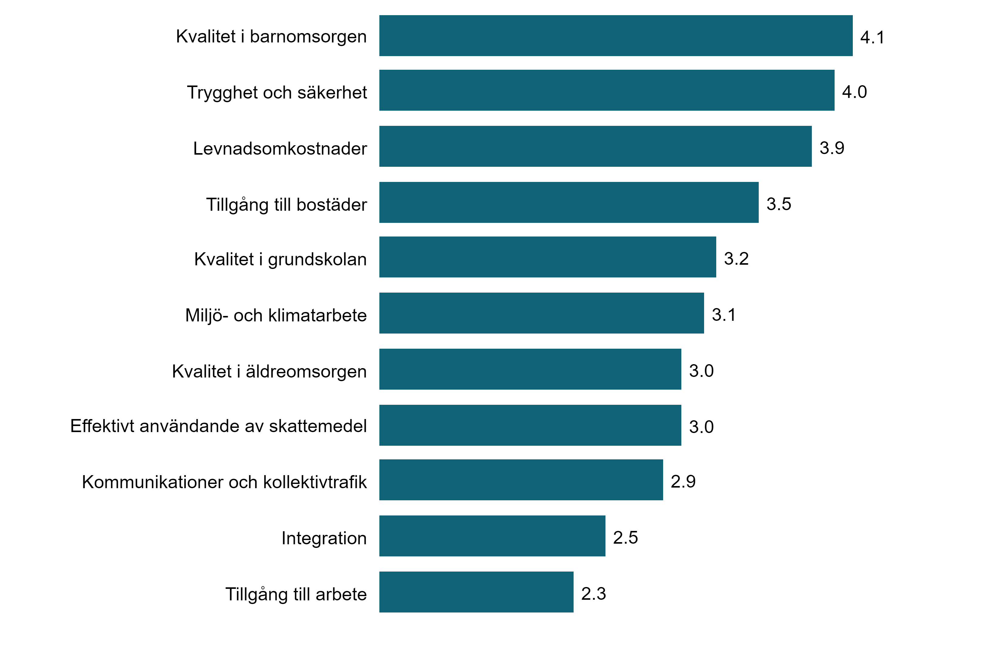 Kvalitet i barnomsorgen 4.1
Trygghet och säkerhet 4.0
Levnadsomkostnader 3.9
Tillgång till bostäder 3.5
Kvalitet i grundskolan 3.2
Miljö- och klimatarbete 3.1
Kvalitet i äldreomsorgen 3.0
Effektivt användande av skattemedel 3.0
Kommunikationer och kollektivtrafik 2.9
Integration 2.5
Tillgång till arbete 2.3